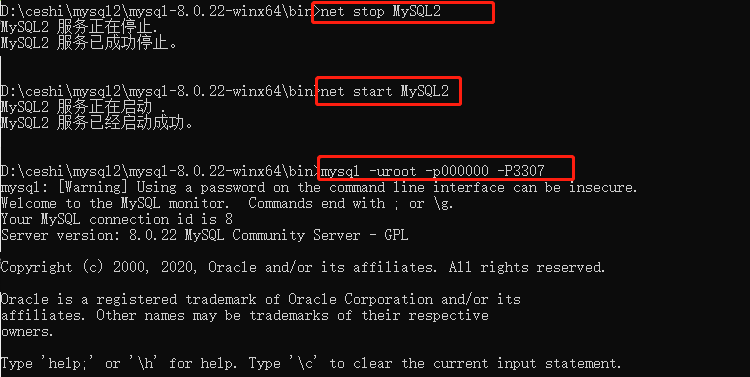 D:\ceshi\mysql2\mysql-8.0.22-winx64\bin>net stop MySQL2
MySQL2 服务正在停止.
MySQL2 服务已成功停止。
D:\ceshi\mysql2\mysql-8.0.22-winx64\bin>net start MySQL2
MySQL2 服务正在启动 .
MySQL2 服务已经启动成功。
D:\ceshi\mysql2\mysql-8.0.22-winx64\bin>mysql -uroot -p000000 -P3307
mysql: [Warning] Using a password on the command line interface can be insecure.
Welcome to the MySQL monitor.  Commands end with ; or \g.
Your MySQL connection id is 8
Server version: 8.0.22 MySQL Community Server - GPL
Copyright (c) 2000, 2020, Oracle and/or its affiliates. All rights reserved.
Oracle is a registered trademark of Oracle Corporation and/or its
affiliates. Other names may be trademarks of their respective
owners.
Type 'help;' or '\h' for help. Type '\c' to clear the current input statement.